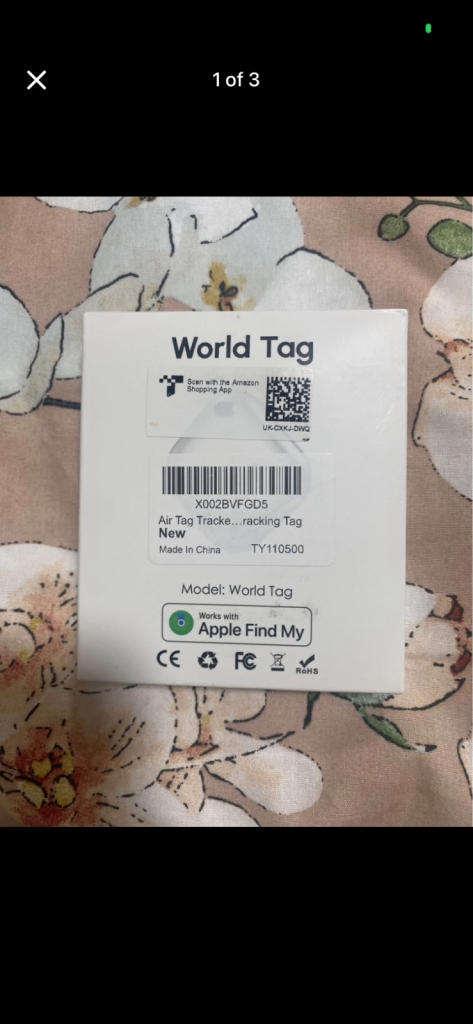 1 of 3
World Tag
Scan with the Amazon
Shopping App
UK-CXKJ-DWQ
X002BVFGD5
Air Tag Tracke...racking Tag
New
Made In China TY110500
Model: World Tag
Works with
Apple Find My
CE FC
RoHS